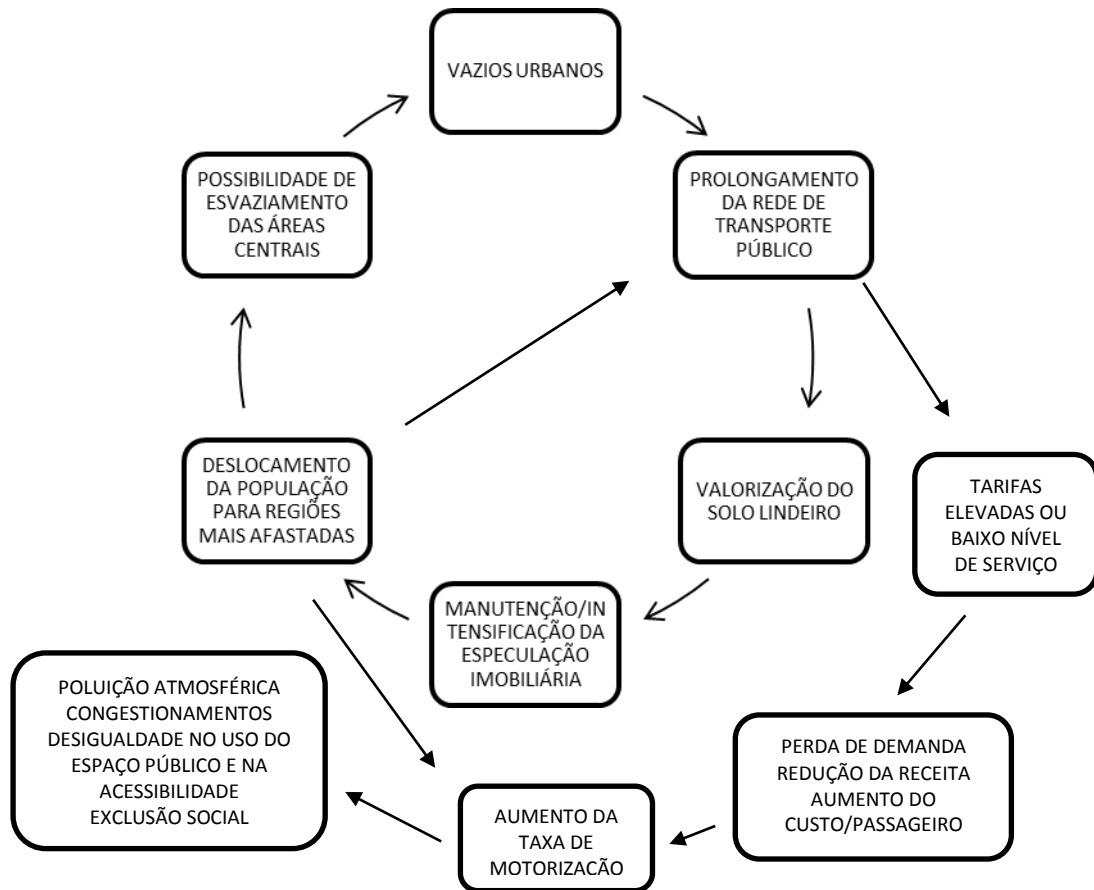 VAZIOS URBANOS
POSSIBILIDADE DE
ESVAZIAMENTO
DAS ÁREAS
CENTRAIS
PROLONGAMENTO
DA REDE DE
TRANSPORTE
PÚBLICO
DESLOCAMENTO
DA POPULAÇÃO
PARA REGIÕES
MAIS AFASTADAS
VALORIZAÇÃO DO
SOLO LINDEIRO
TARIFAS
ELEVADAS OU
BAIXO NÍVEL
DE SERVIÇO
MANUTENÇÃO/IN
TENSIFICAÇÃO DA
ESPECULAÇÃO
IMOBILIÁRIA
POLUIÇÃO ATMOSFÉRICA
CONGESTIONAMENTOS
DESIGUALDADE NO USO DO
ESPAÇO PÚBLICO E NA
ACESSIBILIDADE
EXCLUSÃO SOCIAL
PERDA DE DEMANDA
REDUÇÃO DA RECEITA
AUMENTO DO
CUSTO/PASSAGEIRO
AUMENTO DA
TAXA DE
MOTORIZAÇÃO